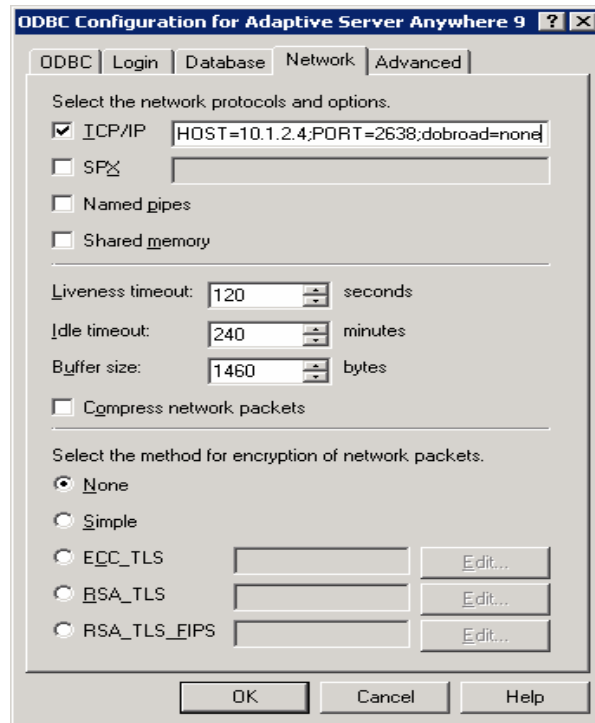 ODBC Configuration for Adaptive Server Anywhere 9
ODBC Login Database Network Advanced
Select the network protocols and options.
TCP/IP HOST=10.1.2.4;PORT=2638;dobroad=none
SPX
Named pipes
Shared memory
Liveness timeout: 120 seconds
Idle timeout: 240 minutes
Buffer size: 1460 bytes
Compress network packets
Select the method for encryption of network packets.
None
Simple
ECC_TLS Edit...
RSA_TLS Edit...
RSA_TLS_FIPS Edit...
OK Cancel Help